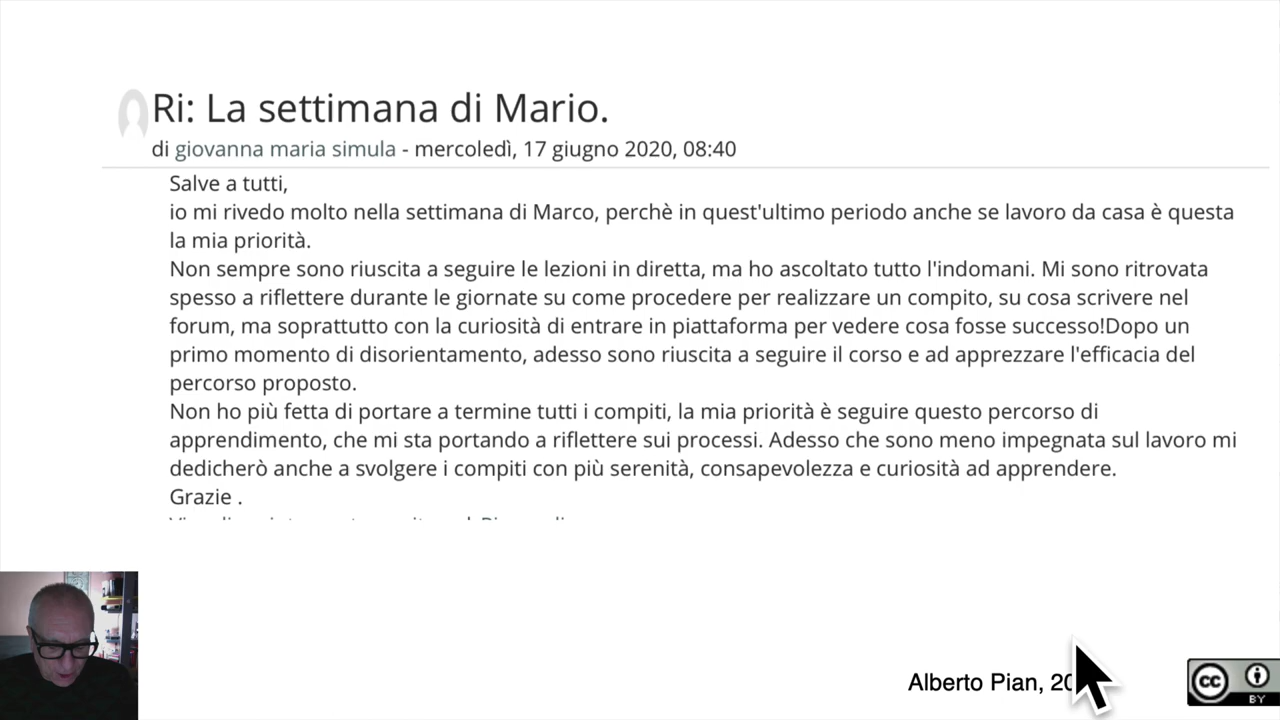 Ri: La settimana di Mario.
di giovanna maria simula - mercoledì, 17 giugno 2020, 08:40
Salve a tutti,
io mi rivedo molto nella settimana di Marco, perchè in quest'ultimo periodo anche se lavoro da casa è questa
la mia priorità.
Non sempre sono riuscita a seguire le lezioni in diretta, ma ho ascoltato tutto l'indomani. Mi sono ritrovata
spesso a riflettere durante le giornate su come procedere per realizzare un compito, su cosa scrivere nel
forum, ma soprattutto con la curiosità di entrare in piattaforma per vedere cosa fosse successo!Dopo un
primo momento di disorientamento, adesso sono riuscita a seguire il corso e ad apprezzare l'efficacia del
percorso proposto.
Non ho più fetta di portare a termine tutti i compiti, la mia priorità è seguire questo percorso di
apprendimento, che mi sta portando a riflettere sui processi. Adesso che sono meno impegnata sul lavoro mi
dedicherò anche a svolgere i compiti con più serenità, consapevolezza e curiosità ad apprendere.
Grazie .
Alberto Pian,
cc
BY